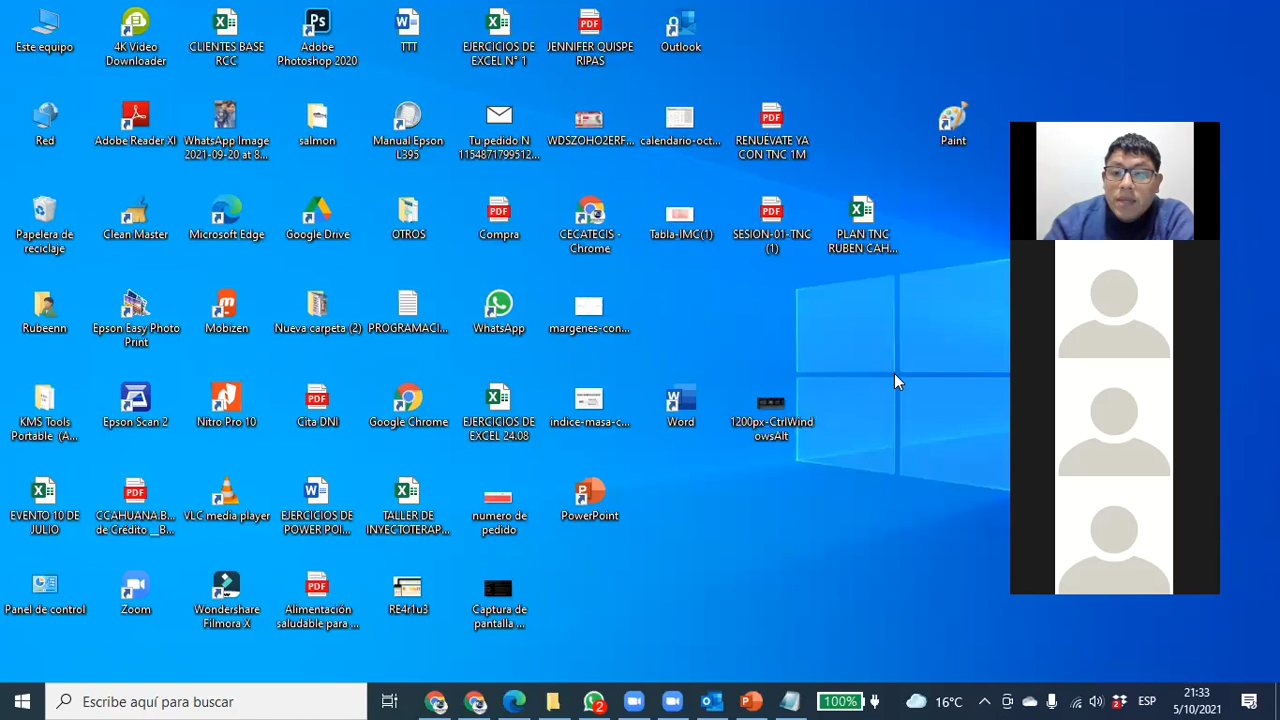 Este equipo
4K Video
Downloader
CLIENTES BASE
RCC
Adobe
Photoshop 2020
TTT
EJERCICIOS DE
EXCEL N° 1
JENNIFER QUISPE
RIPAS
Outlook
Red
Adobe Reader XI
WhatsApp Image
2021-09-20 at 8...
salmon
Manual Epson
L395
Tu pedido N
1154871799512...
WDSZOHO2ERF...
calendario-oct...
RENUEVATE YA
CON TNC 1M
Paint
Papelera de
reciclaje
Clean Master
Microsoft Edge
Google Drive
OTROS
Compra
CECATECIS -
Chrome
Tabla-IMC(1)
SESION-01-TNC
(1)
PLAN TNC
RUBEN CAH...
Rubeenn
Epson Easy Photo
Print
Mobizen
Nueva carpeta (2)
PROGRAMACI...
WhatsApp
margenes-con...
KMS Tools
Portable (A...
Epson Scan 2
Nitro Pro 10
Cita DNI
Google Chrome
EJERCICIOS DE
EXCEL 24.08
indice-masa-c...
Word
1200px-CtrlWind
owsAlt
EVENTO 10 DE
JULIO
CCAHUANA B...
de Crédito __B...
VLC media player
EJERCICIOS DE
POWER POI...
TALLER DE
INYECTOTERAP...
numero de
pedido
PowerPoint
Panel de control
Zoom
Wondershare
Filmora X
Alimentación
saludable para ...
RE4r1u3
Captura de
pantalla ...
Escribe aquí para buscar
2
100%
16°C
ESP
21:33
5/10/2021